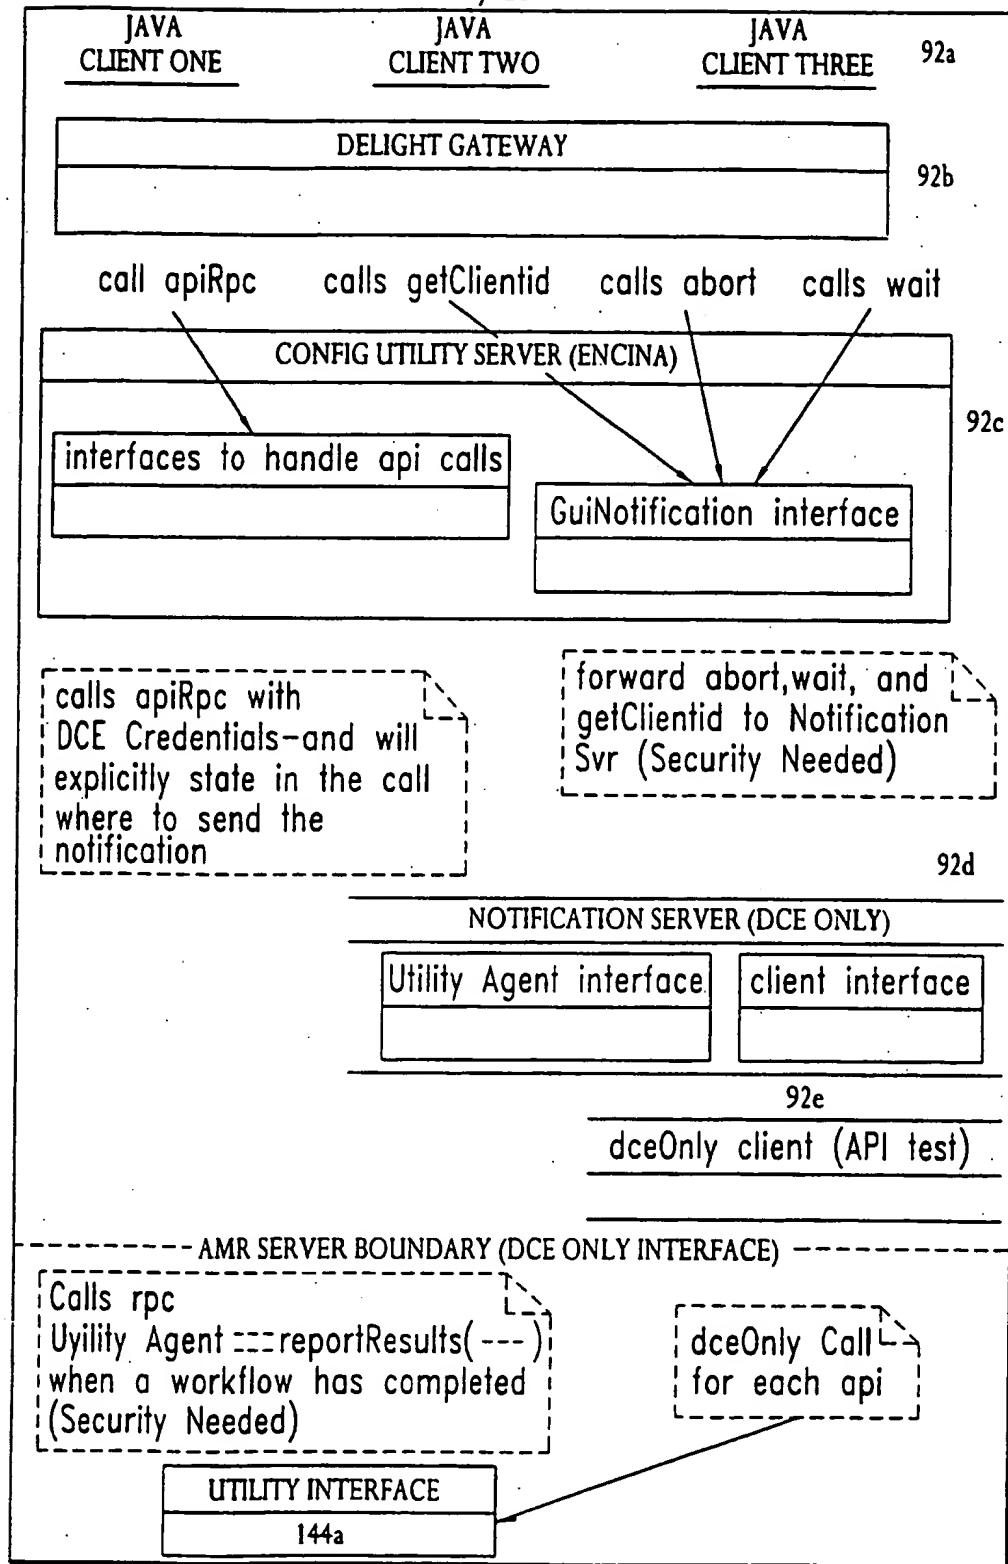 JAVA
CLIENT ONE
JAVA
CLIENT TWO
JAVA
CLIENT THREE
92a
DELIGHT GATEWAY
92b
call apiRpc
calls getClientid
calls abort
calls wait
CONFIG UTILITY SERVER (ENCINA)
92c
interfaces to handle api calls
GuiNotification interface
calls apiRpc with
DCE Credentials-and will
explicitly state in the call
where to send the
notification
forward abort,wait, and
getClientid to Notification
Svr (Security Needed)
92d
NOTIFICATION SERVER (DCE ONLY)
Utility Agent interface
client interface
92e
dceOnly client (API test)
AMR SERVER BOUNDARY (DCE ONLY INTERFACE)
Calls rpc
Uyility Agent :::reportResults( --- )
when a workflow has completed
(Security Needed)
dceOnly Call
for each api
UTILITY INTERFACE
144a